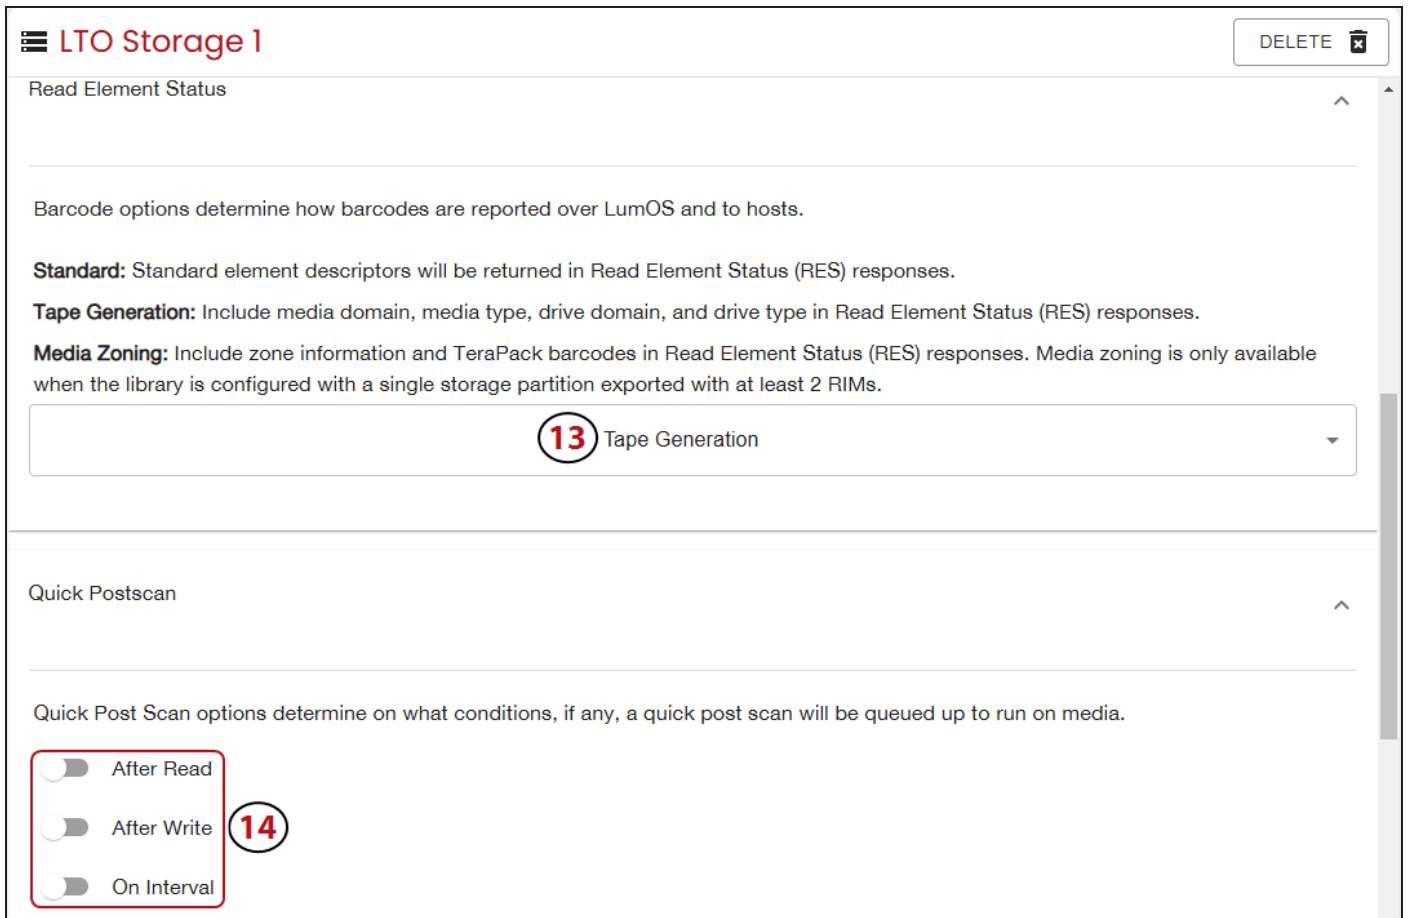 LTO Storage 1
DELETE
Read Element Status
Barcode options determine how barcodes are reported over LumOS and to hosts.
Standard: Standard element descriptors will be returned in Read Element Status (RES) responses.
Tape Generation: Include media domain, media type, drive domain, and drive type in Read Element Status (RES) responses.
Media Zoning: Include zone information and TeraPack barcodes in Read Element Status (RES) responses. Media zoning is only available
when the library is configured with a single storage partition exported with at least 2 RIMs.
13 Tape Generation
Quick Postscan
Quick Post Scan options determine on what conditions, if any, a quick post scan will be queued up to run on media.
After Read
After Write
14
On Interval